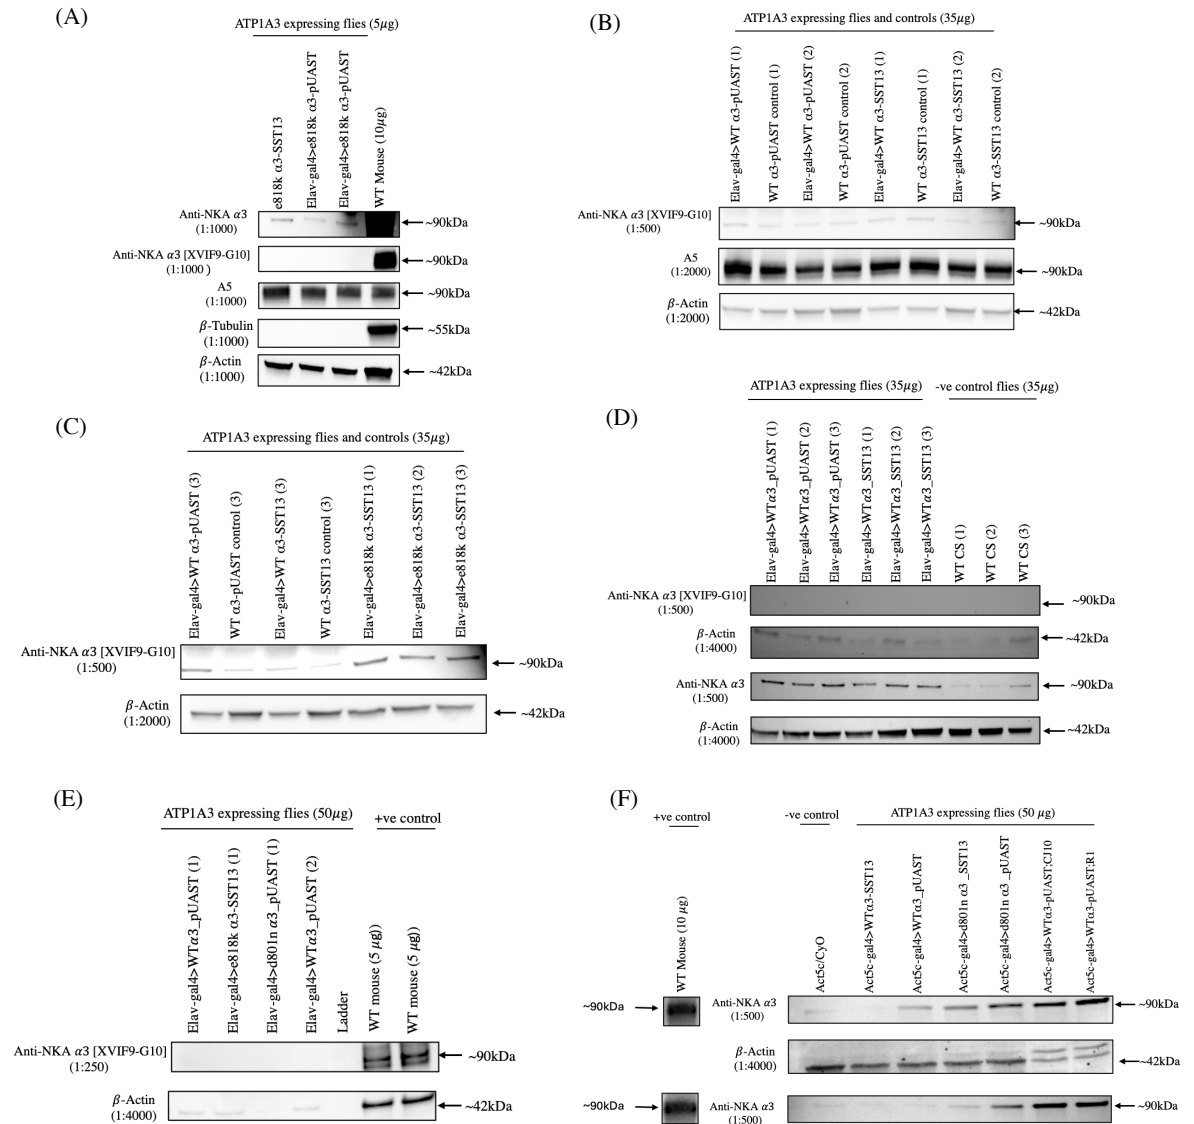 (A)
ATP1A3 expressing flies (5µg)
e818k α3-SST13
Elav-gal4>e818k α3-pUAST
Elav-gal4>e818k α3-pUAST
WT Mouse (10µg)
Anti-NKA α3
(1:1000)
~90kDa
Anti-NKA α3 [XVIF9-G10]
(1:1000 )
~90kDa
A5
(1:1000)
~90kDa
β-Tubulin
(1:1000)
~55kDa
β-Actin
(1:1000)
~42kDa
(B)
ATP1A3 expressing flies and controls (35µg)
Elav-gal4>WT α3-pUAST (1)
WT α3-pUAST control (1)
Elav-gal4>WT α3-pUAST (2)
WT α3-pUAST control (2)
Elav-gal4>WT α3-SST13 (1)
WT α3-SST13 control (1)
Elav-gal4>WT α3-SST13 (2)
WT α3-SST13 control (2)
Anti-NKA α3 [XVIF9-G10]
(1:500)
~90kDa
A5
(1:2000)
~90kDa
β-Actin
(1:2000)
~42kDa
(C)
ATP1A3 expressing flies and controls (35µg)
Elav-gal4>WT α3-pUAST (3)
WT α3-pUAST control (3)
Elav-gal4>WT α3-SST13 (3)
WT α3-SST13 control (3)
Elav-gal4>e818k α3-SST13 (1)
Elav-gal4>e818k α3-SST13 (2)
Elav-gal4>e818k α3-SST13 (3)
Anti-NKA α3 [XVIF9-G10]
(1:500)
~90kDa
β-Actin
(1:2000)
~42kDa
(D)
ATP1A3 expressing flies (35µg)
-ve control flies (35µg)
Elav-gal4>WTα3_pUAST (1)
Elav-gal4>WTα3_pUAST (2)
Elav-gal4>WTα3_pUAST (3)
Elav-gal4>WTα3_SST13 (1)
Elav-gal4>WTα3_SST13 (2)
Elav-gal4>WTα3_SST13 (3)
WT CS (1)
WT CS (2)
WT CS (3)
Anti-NKA α3 [XVIF9-G10]
(1:500)
~90kDa
β-Actin
(1:4000)
~42kDa
Anti-NKA α3
(1:500)
~90kDa
β-Actin
(1:4000)
~42kDa
(E)
ATP1A3 expressing flies (50µg)
+ve control
Elav-gal4>WTα3_pUAST (1)
Elav-gal4>e818k α3-SST13 (1)
Elav-gal4>d801n α3_pUAST (1)
Elav-gal4>WTα3_pUAST (2)
Ladder
WT mouse (5 µg))
WT mouse (5 µg))
Anti-NKA α3 [XVIF9-G10]
(1:250)
~90kDa
β-Actin
(1:4000)
~42kDa
(F)
+ve control
-ve control
ATP1A3 expressing flies (50 µg)
WT Mouse (10 µg)
Act5c/CyO
Act5c-gal4>WTα3-SST13
Act5c-gal4>WTα3_pUAST
Act5c-gal4>d801n α3 _SST13
Act5c-gal4>d801n α3 _pUAST
Act5c-gal4>WTα3-pUAST;CJ10
Act5c-gal4>WTα3-pUAST;R1
~90kDa
Anti-NKA α3
(1:500)
~90kDa
β-Actin
(1:4000)
~42kDa
~90kDa
Anti-NKA α3
(1:500)
~90kDa